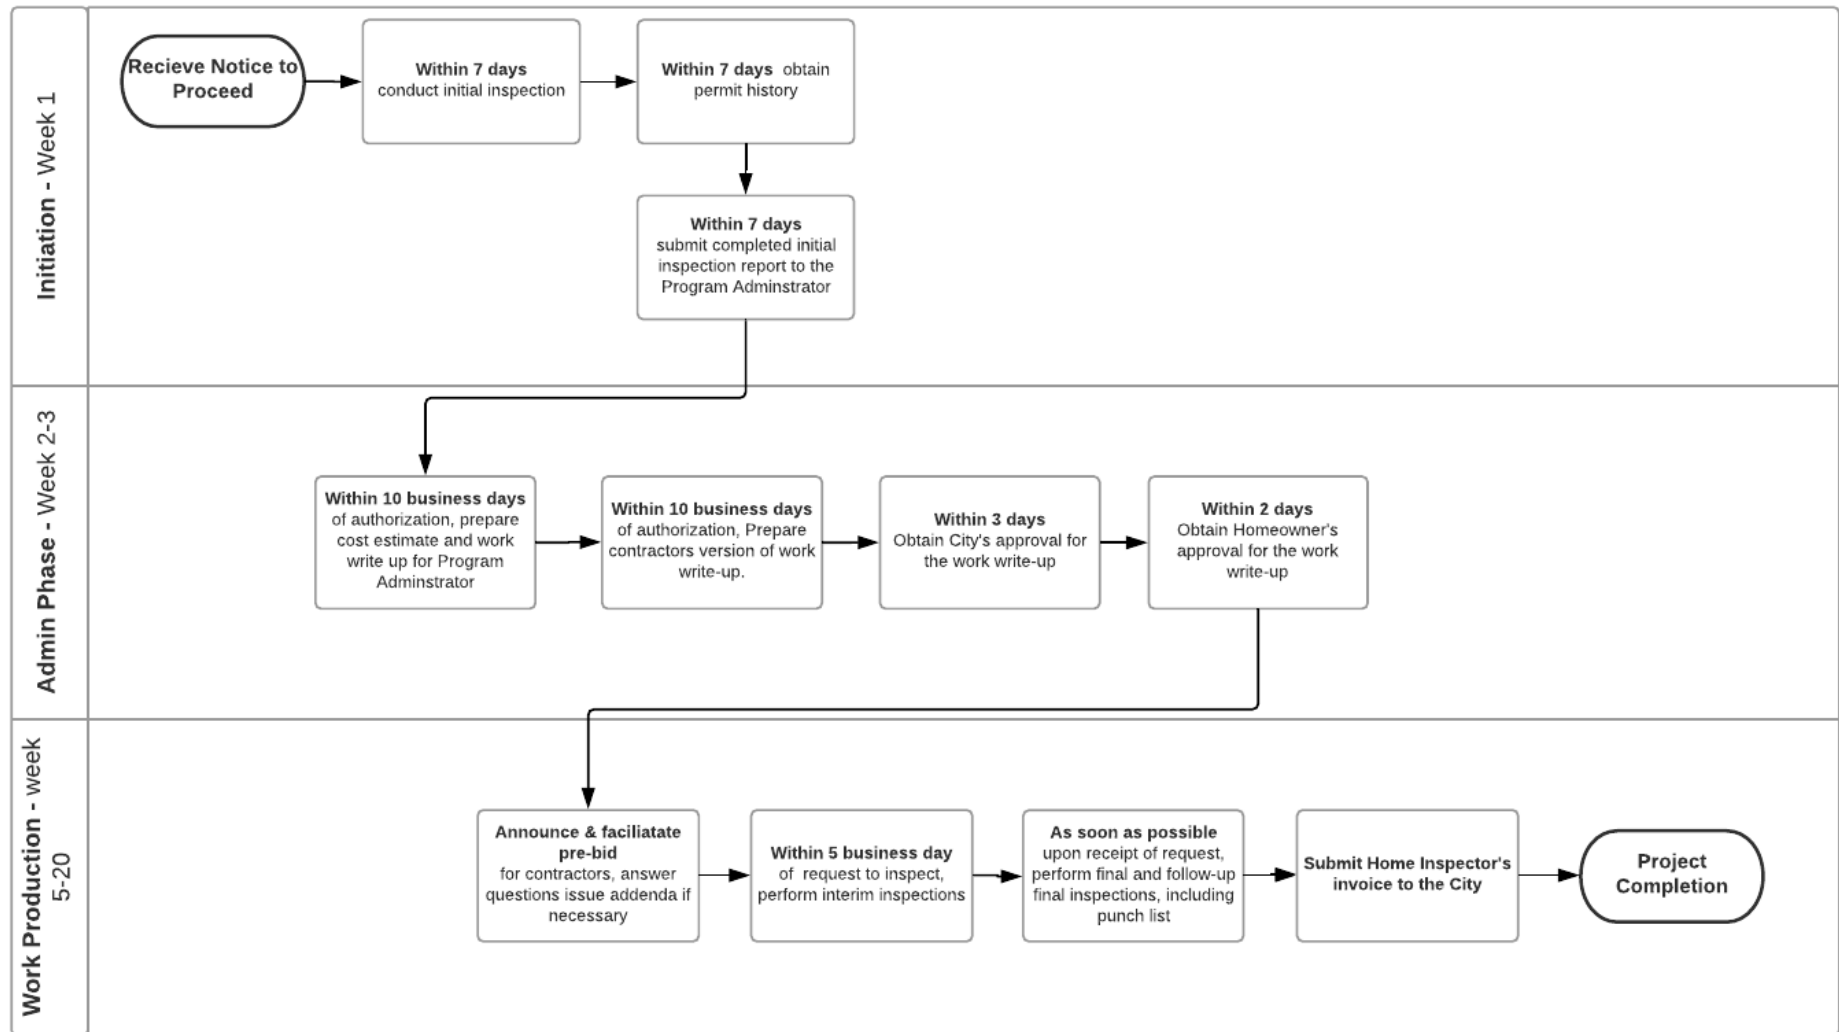 Initiation - Week 1
Recieve Notice to
Proceed
Within 7 days
conduct initial inspection
Within 7 days obtain
permit history
Within 7 days
submit completed initial
inspection report to the
Program Adminstrator
Admin Phase - Week 2-3
Within 10 business days
of authorization, prepare
cost estimate and work
write up for Program
Adminstrator
Within 10 business days
of authorization, Prepare
contractors version of work
write-up.
Within 3 days
Obtain City's approval for
the work write-up
Within 2 days
Obtain Homeowner's
approval for the work
write-up
Work Production - week
5-20
Announce & faciliatate
pre-bid
for contractors, answer
questions issue addenda if
necessary
Within 5 business day
of request to inspect,
perform interim inspections
As soon as possible
upon receipt of request,
perform final and follow-up
final inspections, including
punch list
Submit Home Inspector's
invoice to the City
Project
Completion